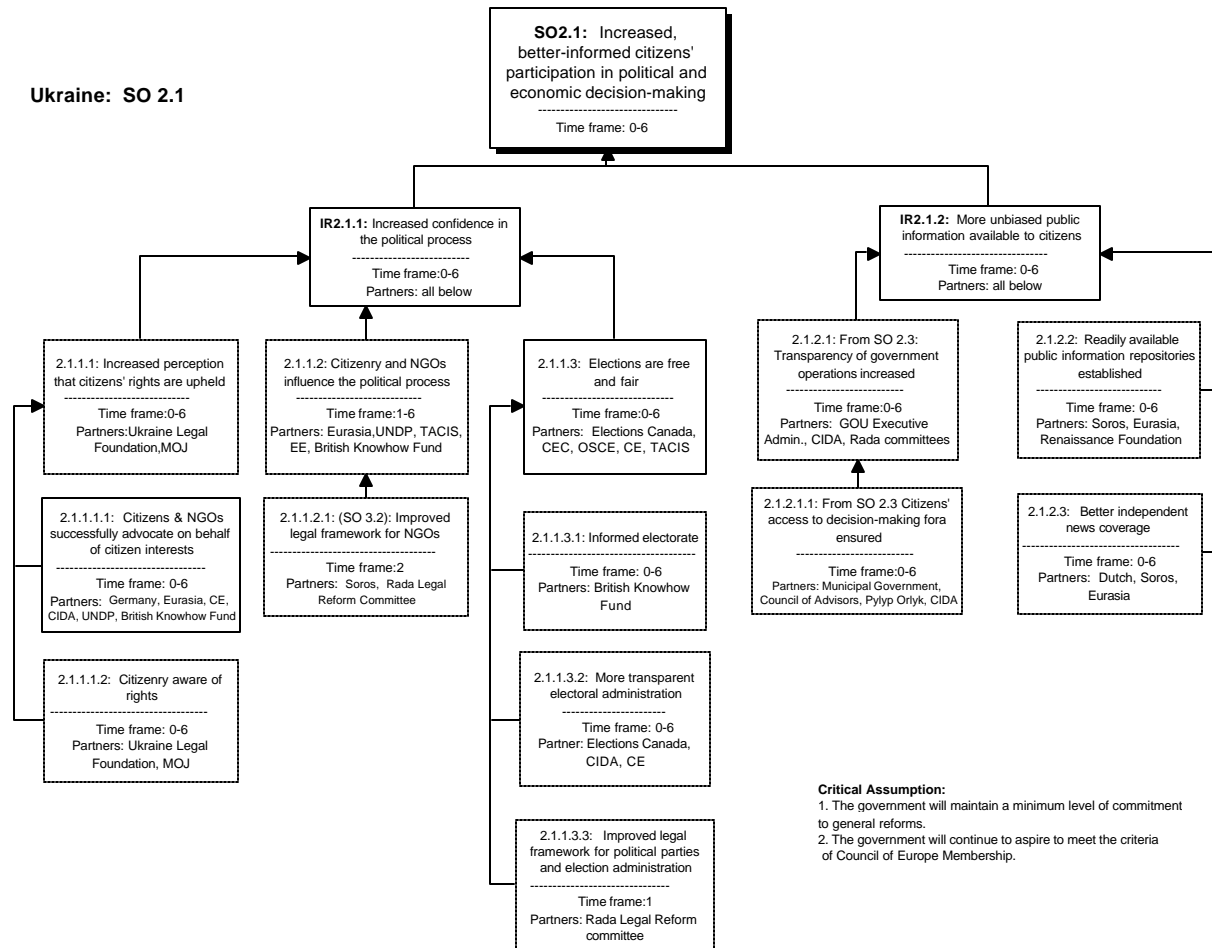 SO2.1: Increased,
better-informed citizens'
participation in political and
economic decision-making
-------------------------------
Time frame: 0-6
Ukraine: SO 2.1
IR2.1.1: Increased confidence in
the political process
--------------------------
Time frame:0-6
Partners: all below
IR2.1.2: More unbiased public
information available to citizens
--------------------------------
Time frame: 0-6
Partners: all below
2.1.1.1: Increased perception
that citizens' rights are upheld
----------------------------
Time frame:0-6
Partners:Ukraine Legal
Foundation,MOJ
2.1.1.2: Citizenry and NGOs
influence the political process
----------------------------
Time frame:1-6
Partners: Eurasia,UNDP, TACIS,
EE, British Knowhow Fund
2.1.1.3: Elections are free
and fair
-----------------------------
Time frame:0-6
Partners: Elections Canada,
CEC, OSCE, CE, TACIS
2.1.2.1: From SO 2.3:
Transparency of government
operations increased
--------------------------
Time frame:0-6
Partners: GOU Executive
Admin., CIDA, Rada committees
2.1.2.2: Readily available
public information repositories
established
----------------------------
Time frame: 0-6
Partners: Soros, Eurasia,
Renaissance Foundation
2.1.1.1.1: Citizens & NGOs
successfully advocate on behalf
of citizen interests
----------------------------------
Time frame: 0-6
Partners: Germany, Eurasia, CE,
CIDA, UNDP, British Knowhow Fund
2.1.1.2.1: (SO 3.2): Improved
legal framework for NGOs
-------------------------------------
Time frame:2
Partners: Soros, Rada Legal
Reform Committee
2.1.1.3.1: Informed electorate
--------------------------------------
Time frame: 0-6
Partners: British Knowhow
Fund
2.1.2.1.1: From SO 2.3 Citizens'
access to decision-making fora
ensured
---------------------------
Time frame:0-6
Partners: Municipal Government,
Council of Advisors, Pylyp Orlyk, CIDA
2.1.2.3: Better independent
news coverage
-----------------------------------
Time frame: 0-6
Partners: Dutch, Soros,
Eurasia
2.1.1.1.2: Citizenry aware of
rights
------------------------------------
Time frame: 0-6
Partners: Ukraine Legal
Foundation, MOJ
2.1.1.3.2: More transparent
electoral administration
-----------------------
Time frame: 0-6
Partner: Elections Canada,
CIDA, CE
2.1.1.3.3: Improved legal
framework for political parties
and election administration
-------------------------------
Time frame:1
Partners: Rada Legal Reform
committee
Critical Assumption:
1. The government will maintain a minimum level of commitment
to general reforms.
2. The government will continue to aspire to meet the criteria
of Council of Europe Membership.